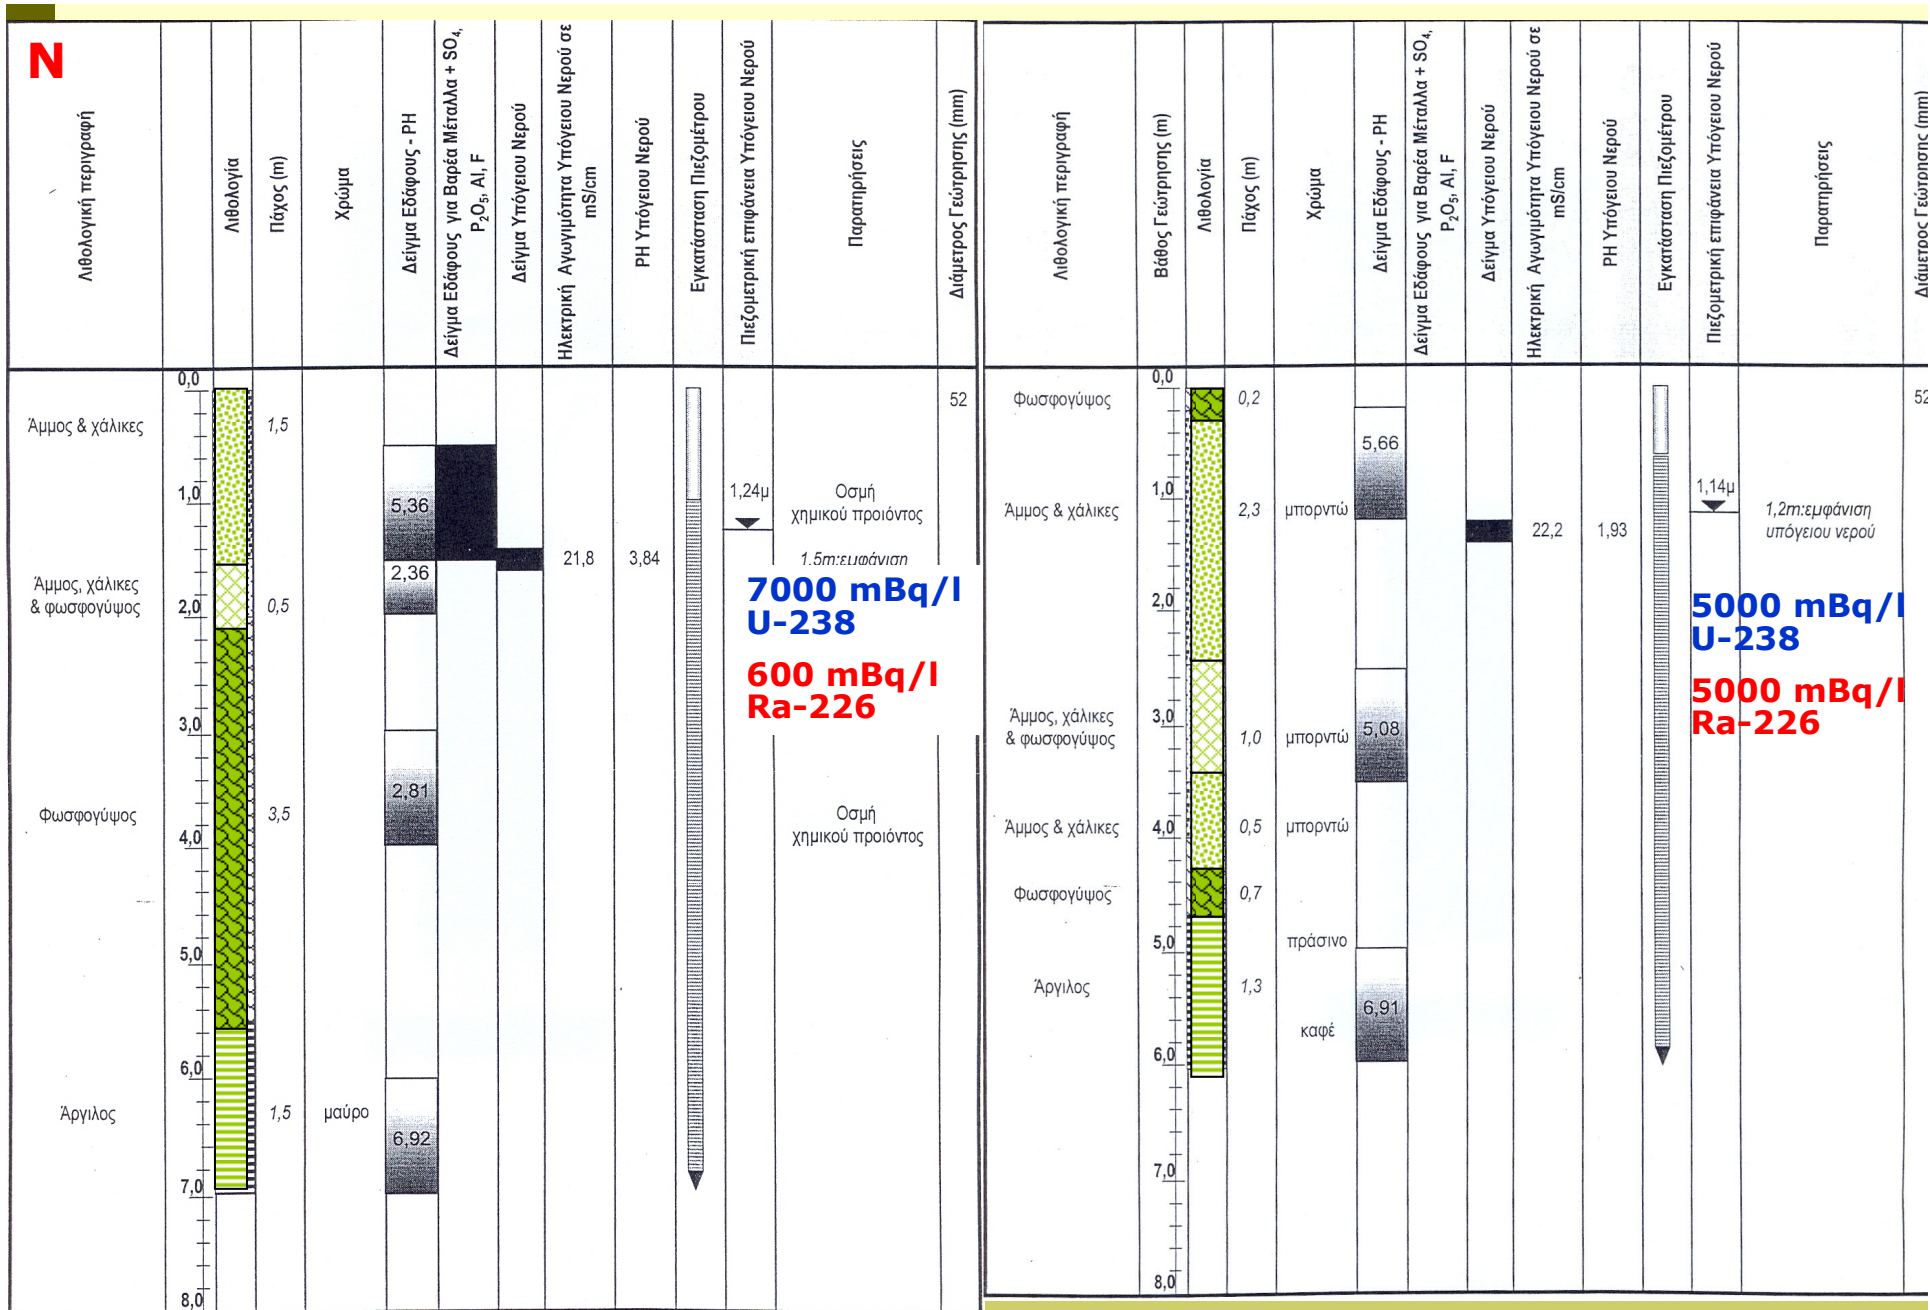 N
Λιθολογική περιγραφή
Λιθολογία
Πάχος (m)
Χρώμα
Δείγμα Εδάφους - PH
Δείγμα Εδάφους για Βαρέα Μέταλλα + SO₄,
P₂O₅, Al, F
Δείγμα Υπόγειου Νερού
Ηλεκτρική Αγωγιμότητα Υπόγειου Νερού σε
mS/cm
PH Υπόγειου Νερού
Εγκατάσταση Πιεζομέτρου
Πιεζομετρική επιφάνεια Υπόγειου Νερού
Παρατηρήσεις
Διάμετρος Γεώτρησης (mm)
0,0
52
Άμμος & χάλικες
1,5
1,0
5,36
1,24μ
Οσμή
χημικού προιόντος
21,8
3,84
1,5m:εμφάνιση
2,36
Άμμος, χάλικες
& φωσφογύψος
2,0
0,5
7000 mBq/l
U-238
600 mBq/l
Ra-226
3,0
2,81
Φωσφογύψος
3,5
4,0
Οσμή
χημικού προιόντος
5,0
6,0
Άργιλος
1,5
μαύρο
6,92
7,0
8,0
Λιθολογική περιγραφή
Βάθος Γεώτρησης (m)
Λιθολογία
Πάχος (m)
Χρώμα
Δείγμα Εδάφους - PH
Δείγμα Εδάφους για Βαρέα Μέταλλα + SO₄,
P₂O₅, Al, F
Δείγμα Υπόγειου Νερού
Ηλεκτρική Αγωγιμότητα Υπόγειου Νερού σε
mS/cm
PH Υπόγειου Νερού
Εγκατάσταση Πιεζομέτρου
Πιεζομετρική επιφάνεια Υπόγειου Νερού
Παρατηρήσεις
Διάμετρος Γεώτρησης (mm)
0,0
Φωσφογύψος
0,2
52
5,66
1,0
1,14μ
Άμμος & χάλικες
2,3
μπορντώ
22,2
1,93
1,2m:εμφάνιση
υπόγειου νερού
2,0
5000 mBq/l
U-238
5000 mBq/l
Ra-226
Άμμος, χάλικες
& φωσφογύψος
3,0
1,0
μπορντώ
5,08
Άμμος & χάλικες
4,0
0,5
μπορντώ
Φωσφογύψος
0,7
5,0
πράσινο
Άργιλος
1,3
6,91
καφέ
6,0
7,0
8,0